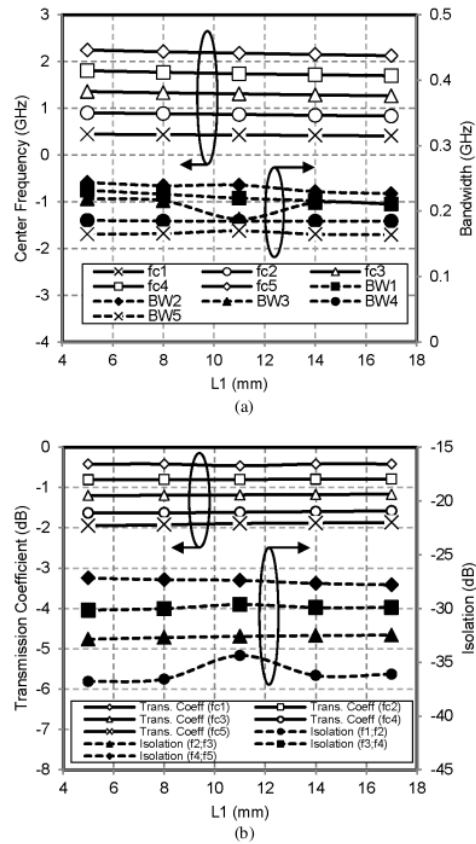 3
2
1
0
-1
-2
-3
-4
Center Frequency (GHz)
0.5
0.4
0.3
0.2
0.1
0
Bandwidth (GHz)
fc1 fc2 fc3
fc4 fc5 BW1
BW2 BW3 BW4
BW5
4 6 8 10 12 14 16 18
L1 (mm)
(a)
0
-1
-2
-3
-4
-5
-6
-7
-8
Transmission Coefficient (dB)
-15
-20
-25
-30
-35
-40
-45
Isolation (dB)
Trans. Coeff (fc1) Trans. Coeff (fc2)
Trans. Coeff (fc3) Trans. Coeff (fc4)
Trans. Coeff (fc5) Isolation (f1;f2)
Isolation (f2;f3) Isolation (f3;f4)
Isolation (f4;f5)
4 6 8 10 12 14 16 18
L1 (mm)
(b)